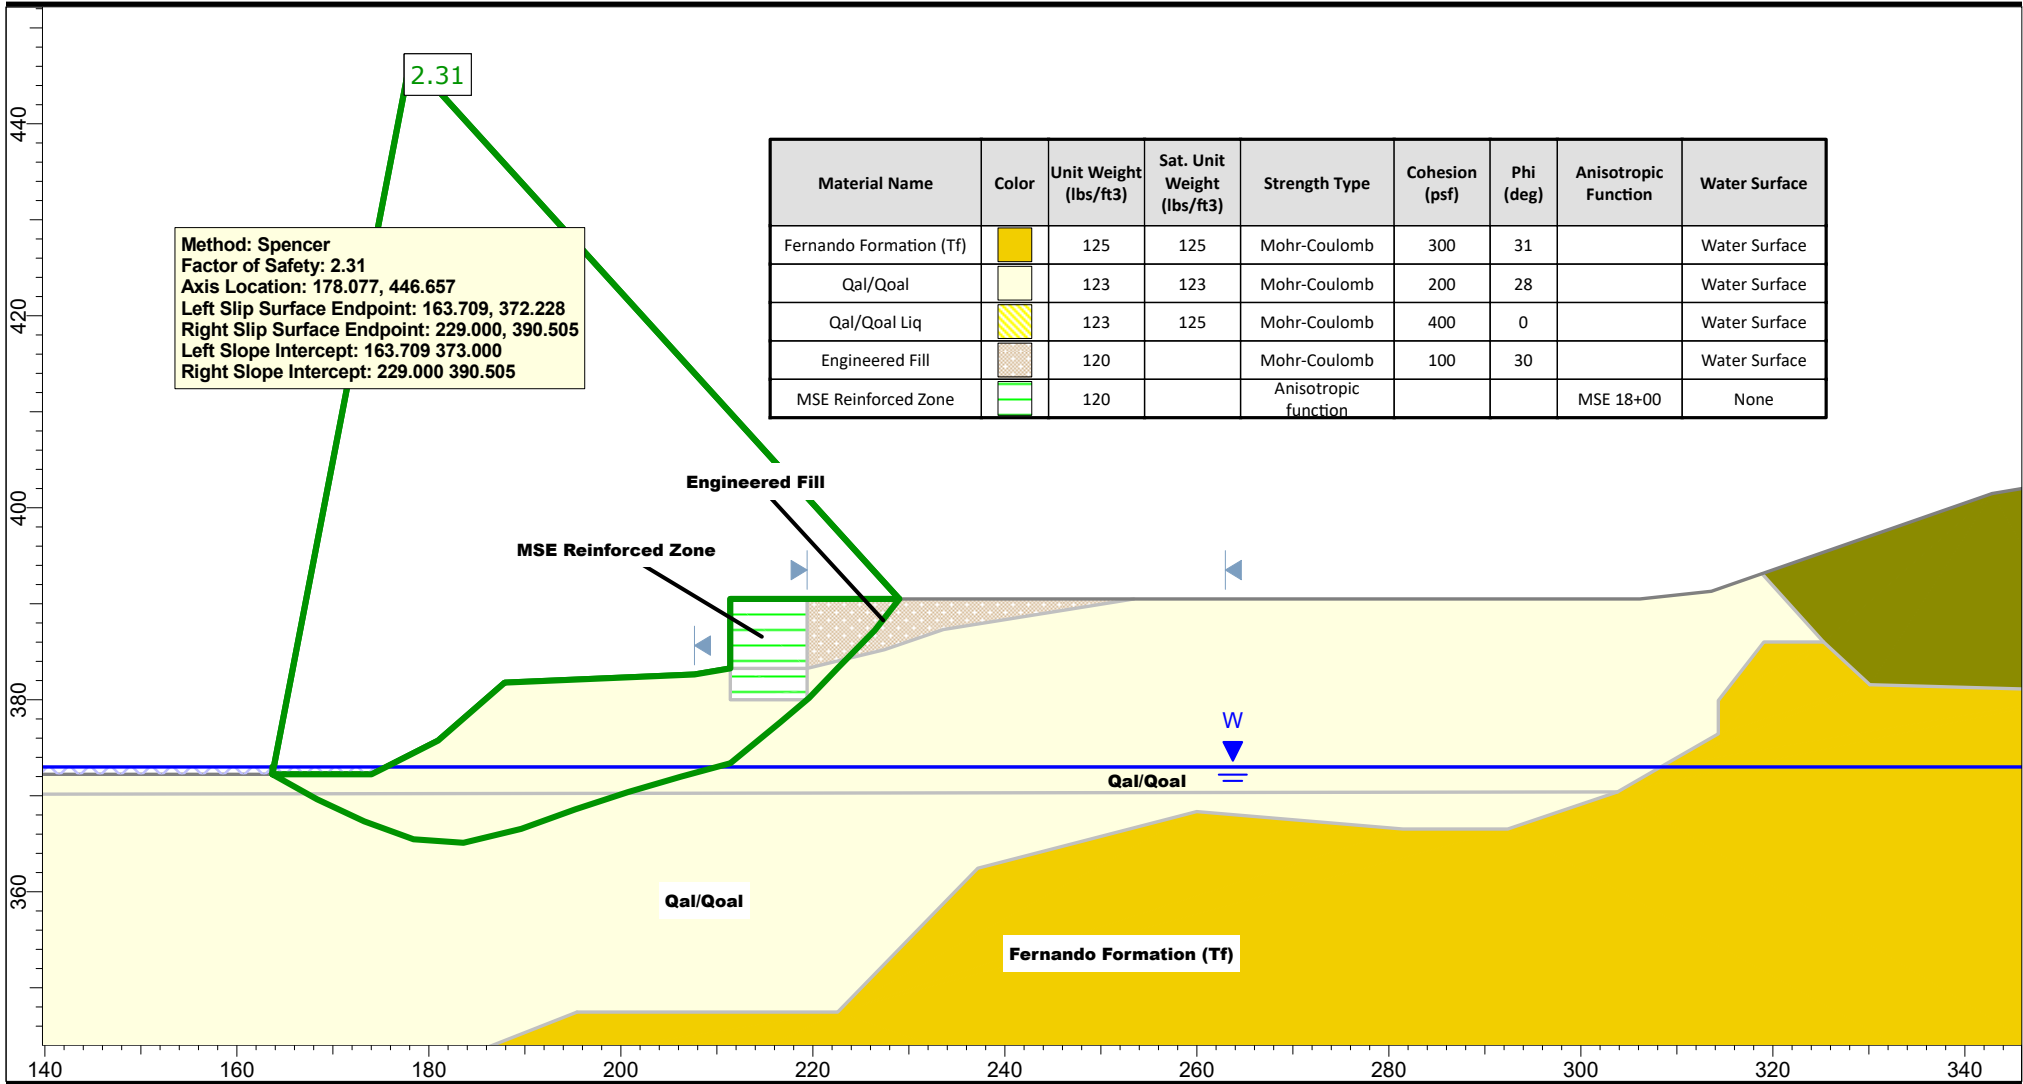 2.31
Method: Spencer
Factor of Safety: 2.31
Axis Location: 178.077, 446.657
Left Slip Surface Endpoint: 163.709, 372.228
Right Slip Surface Endpoint: 229.000, 390.505
Left Slope Intercept: 163.709 373.000
Right Slope Intercept: 229.000 390.505
Material Name Color Unit Weight (lbs/ft3) Sat. Unit Weight (lbs/ft3) Strength Type Cohesion (psf) Phi (deg) Anisotropic Function Water Surface
Fernando Formation (Tf) 125 125 Mohr-Coulomb 300 31 Water Surface
Qal/Qoal 123 123 Mohr-Coulomb 200 28 Water Surface
Qal/Qoal Liq 123 125 Mohr-Coulomb 400 0 Water Surface
Engineered Fill 120 Mohr-Coulomb 100 30 Water Surface
MSE Reinforced Zone 120 Anisotropic function MSE 18+00 None
Engineered Fill
MSE Reinforced Zone
W
Qal/Qoal
Qal/Qoal
Fernando Formation (Tf)
440
420
400
380
360
140 160 180 200 220 240 260 280 300 320 340